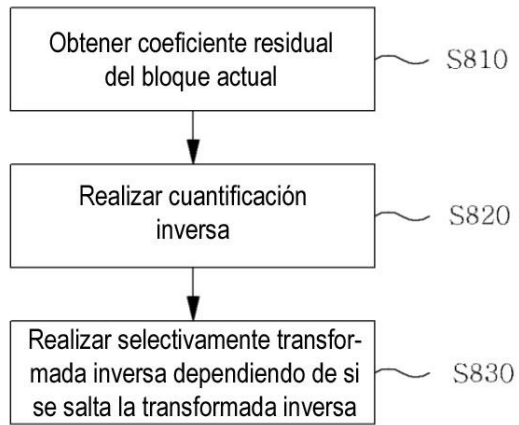 Obtener coeficiente residual
del bloque actual
S810
Realizar cuantificación
inversa
S820
Realizar selectivamente transfor-
mada inversa dependiendo de si
se salta la transformada inversa
S830